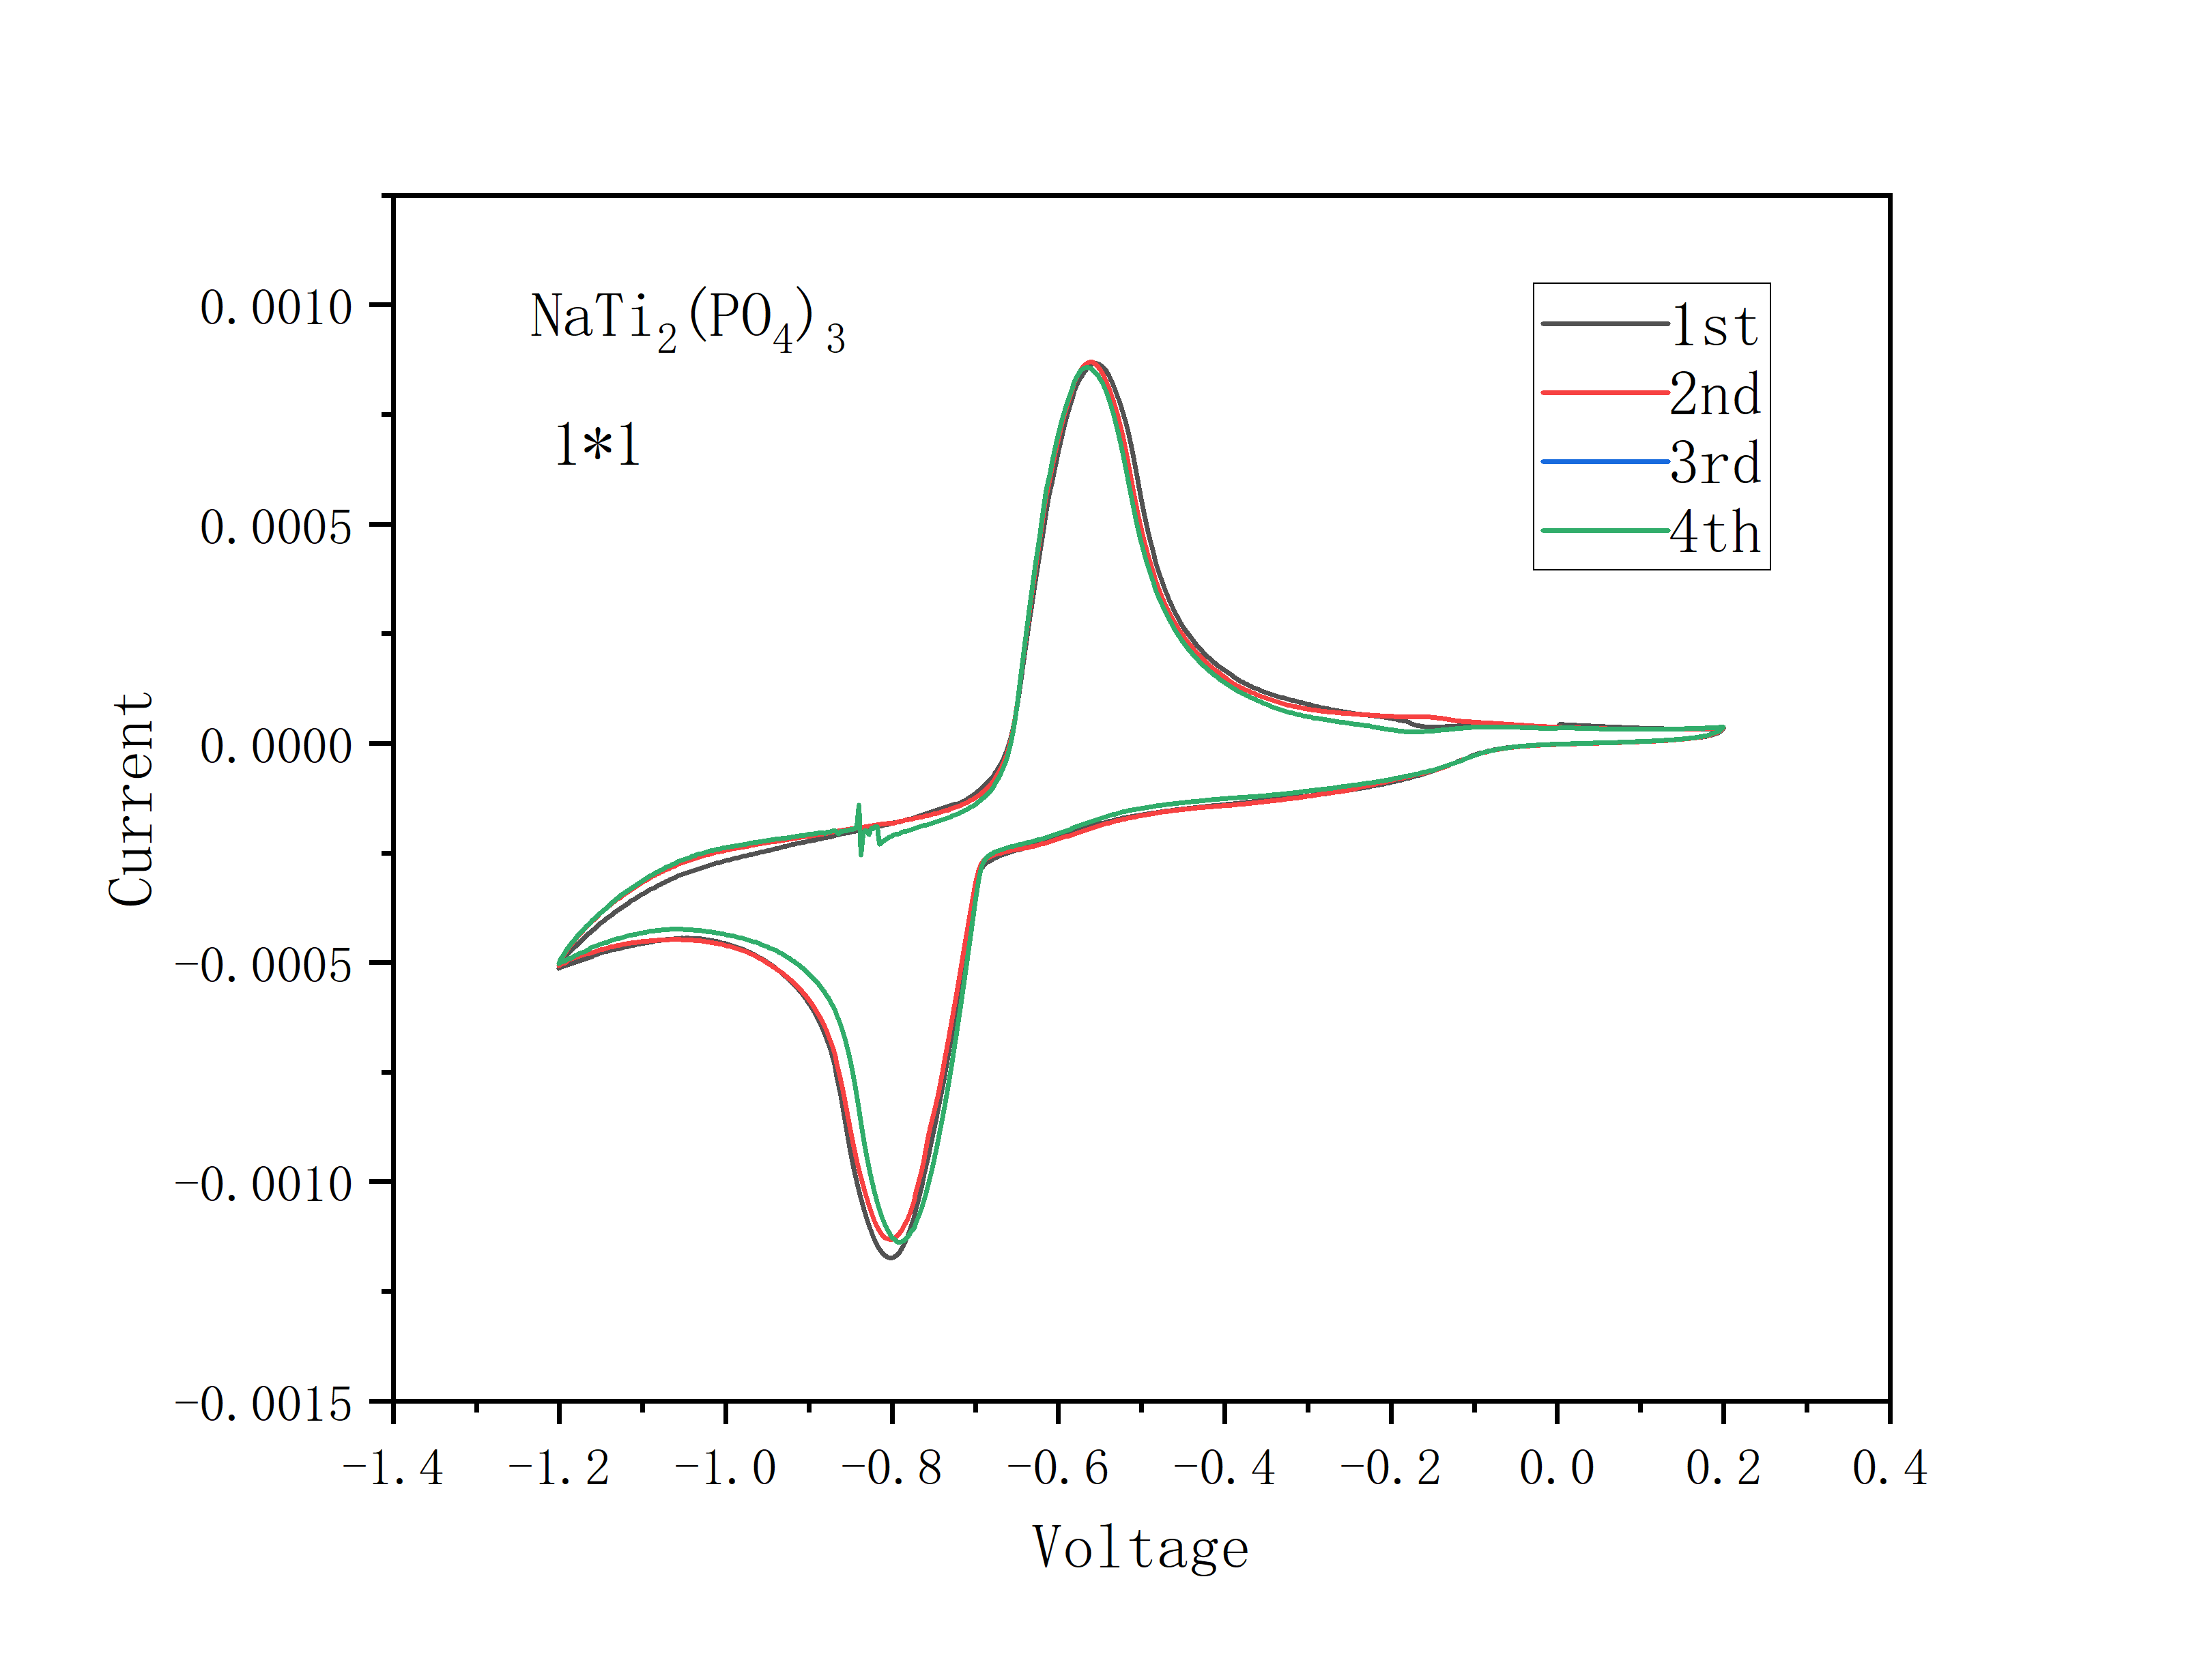 NaTi₂(PO₄)₃
1*1
1st
2nd
3rd
4th
0.0010
0.0005
0.0000
-0.0005
-0.0010
-0.0015
Current
-1.4 -1.2 -1.0 -0.8 -0.6 -0.4 -0.2 0.0 0.2 0.4
Voltage